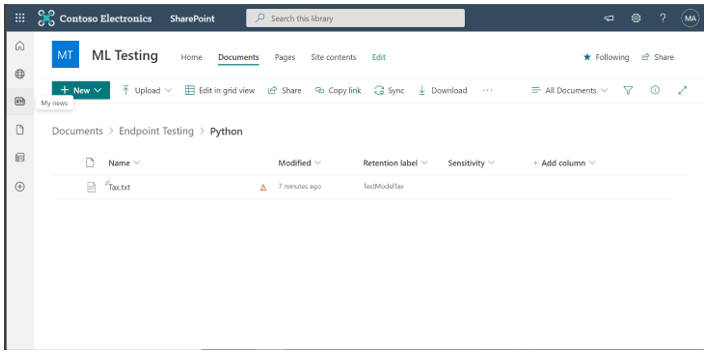 Contoso Electronics SharePoint Search this library ? MA
MT ML Testing Home Documents Pages Site contents Edit Following Share
+ New Upload Edit in grid view Share Copy link Sync Download ... All Documents
My news
Documents > Endpoint Testing > Python
Name Modified Retention label Sensitivity + Add column
Tax.txt 7 minutes ago TestModelTax